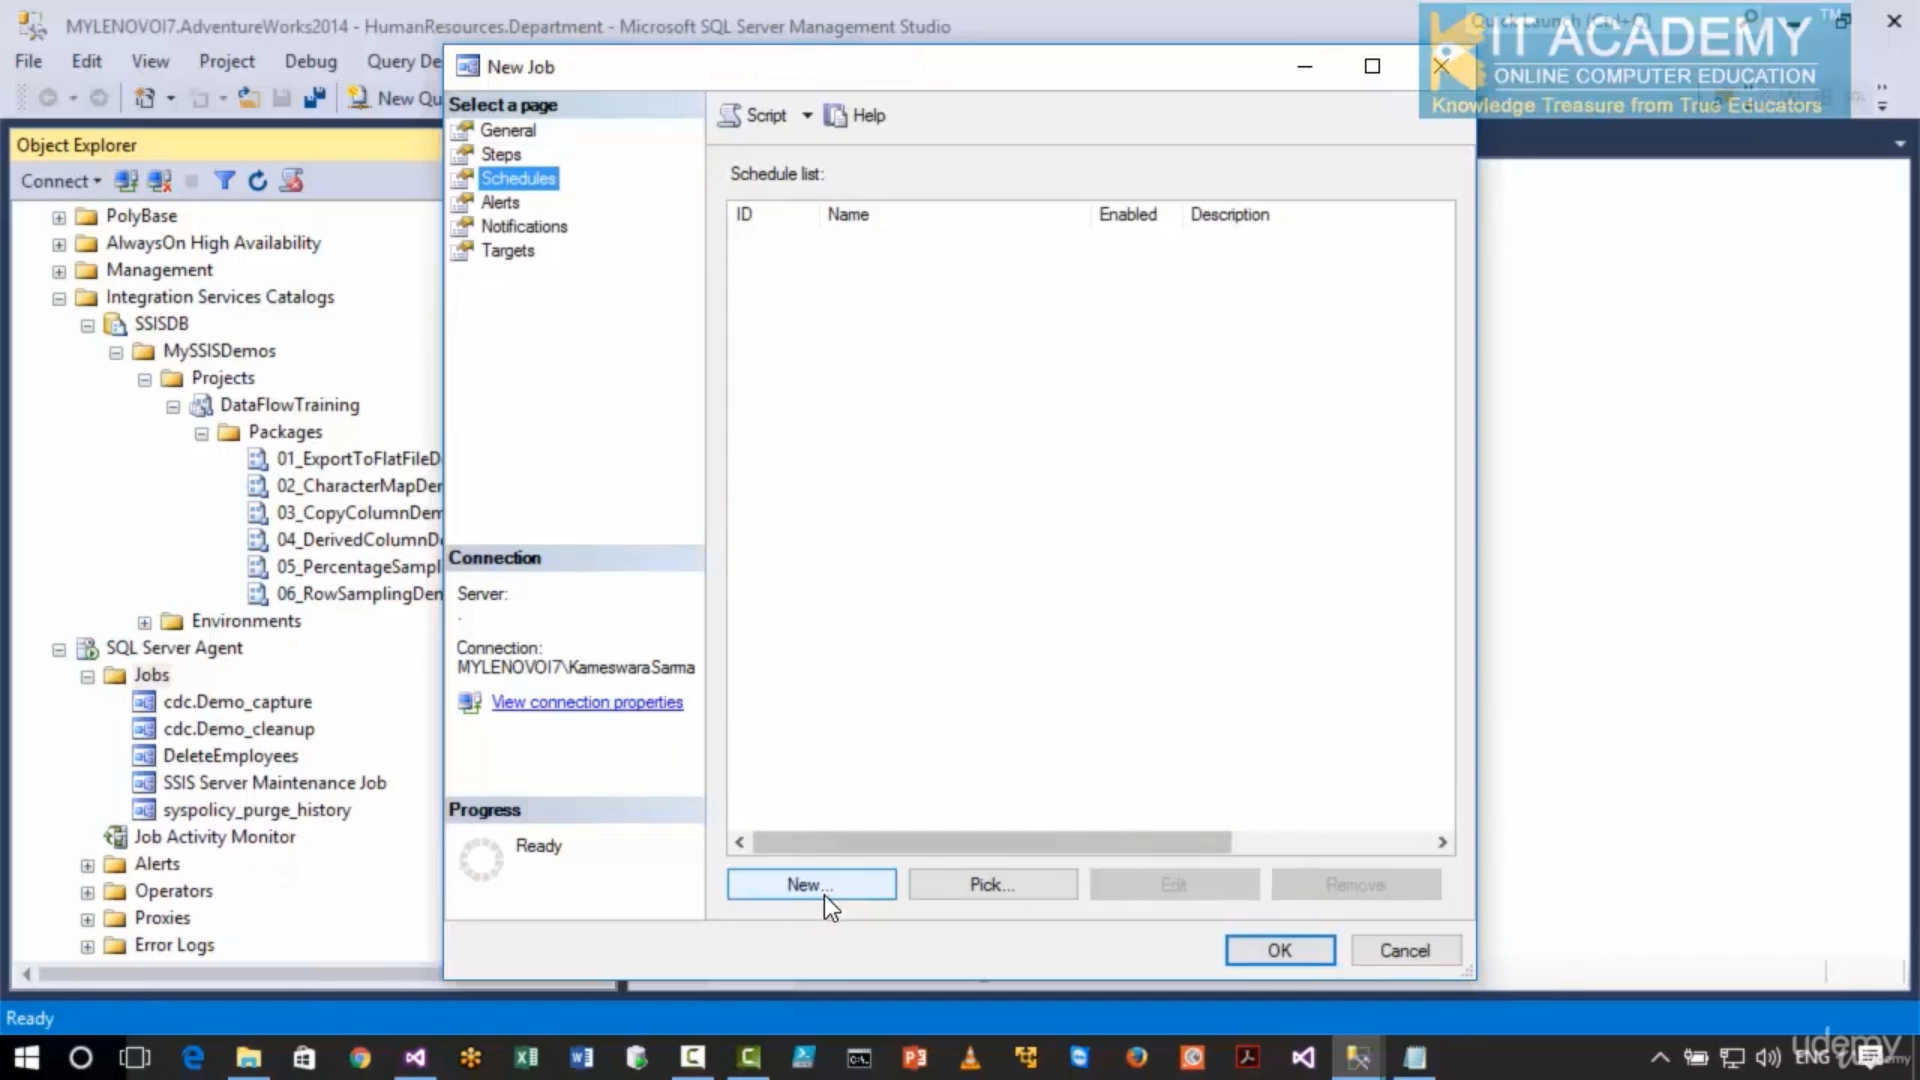 MYLENOVOI7.AdventureWorks2014 - HumanResources.Department - Microsoft SQL Server Management Studio
Quick Launch (Ctrl+Q)
IT ACADEMY TM
ONLINE COMPUTER EDUCATION
Knowledge Treasure from True Educators
File Edit View Project Debug Query De
New Qu
New Job
Select a page
General
Steps
Schedules
Alerts
Notifications
Targets
Script Help
Schedule list:
ID Name Enabled Description
Object Explorer
Connect
PolyBase
AlwaysOn High Availability
Management
Integration Services Catalogs
SSISDB
MySSISDemos
Projects
DataFlowTraining
Packages
01_ExportToFlatFileD
02_CharacterMapDer
03_CopyColumnDem
04_DerivedColumnD
05_PercentageSampl
06_RowSamplingDen
Environments
SQL Server Agent
Jobs
cdc.Demo_capture
cdc.Demo_cleanup
DeleteEmployees
SSIS Server Maintenance Job
syspolicy_purge_history
Job Activity Monitor
Alerts
Operators
Proxies
Error Logs
Connection
Server:
.
Connection:
MYLENOVOI7\KameswaraSarma
View connection properties
Progress
Ready
New... Pick... Edit Remove
OK Cancel
Ready
ENG
udemy